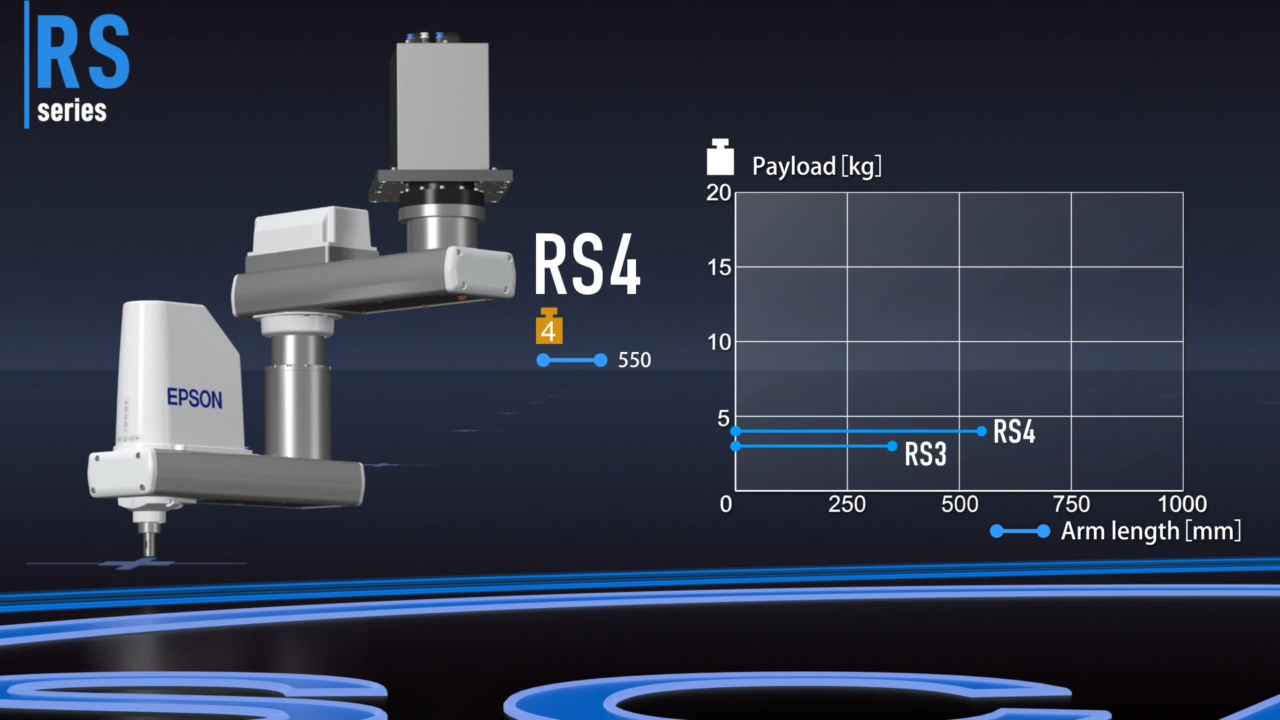 RS
series
EPSON
RS4
4
550
Payload [kg]
20
15
10
5
0
250
500
750
1000
RS4
RS3
Arm length [mm]